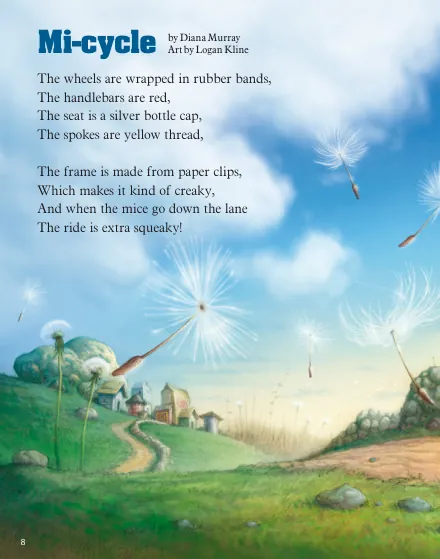 Mi-cycle
by Diana Murray
Art by Logan Kline
The wheels are wrapped in rubber bands,
The handlebars are red,
The seat is a silver bottle cap,
The spokes are yellow thread,
The frame is made from paper clips,
Which makes it kind of creaky,
And when the mice go down the lane
The ride is extra squeaky!
8